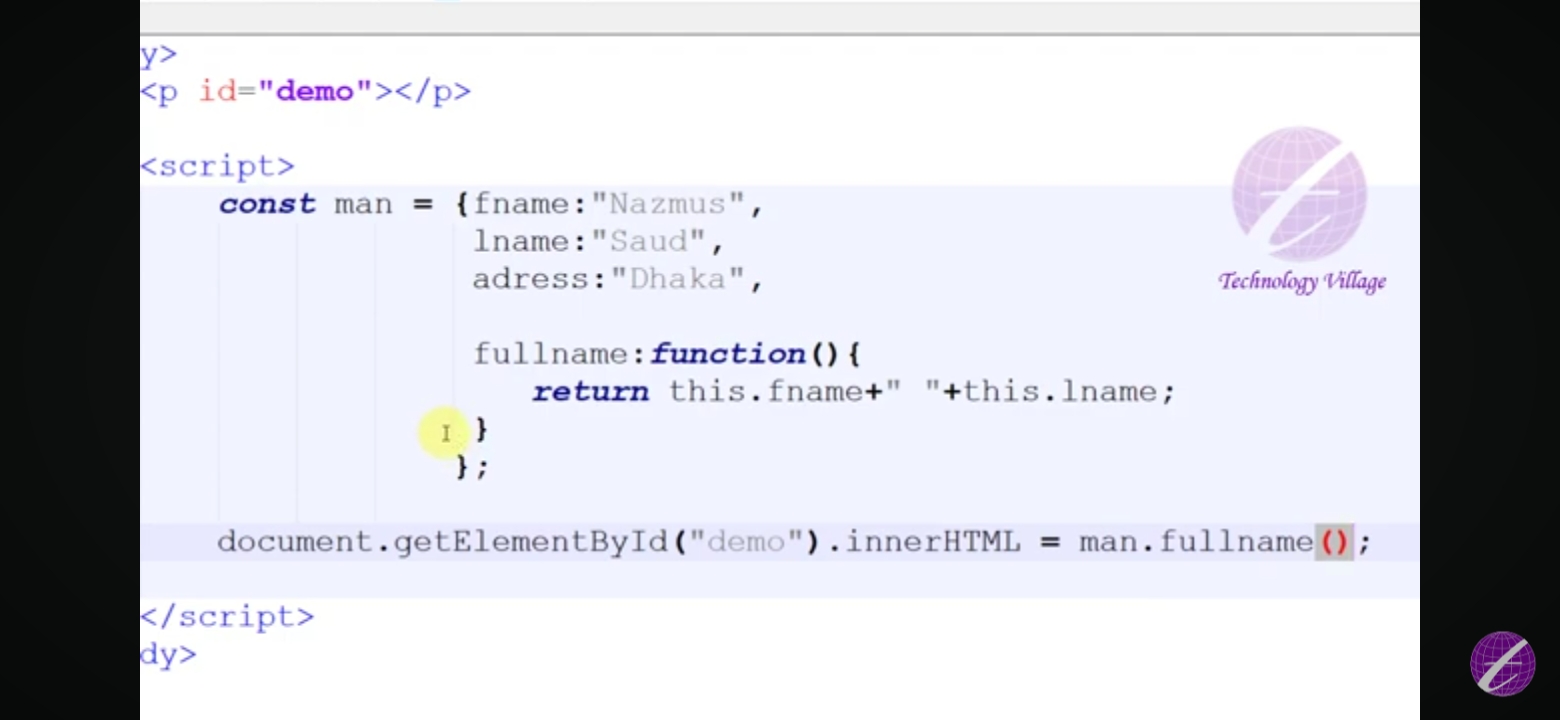 y>
<p id="demo"></p>
<script>
const man = {fname:"Nazmus",
lname:"Saud",
adress:"Dhaka",
fullname:function(){
return this.fname+" "+this.lname;
}
};
document.getElementById("demo").innerHTML = man.fullname();
</script>
dy>
Technology Village